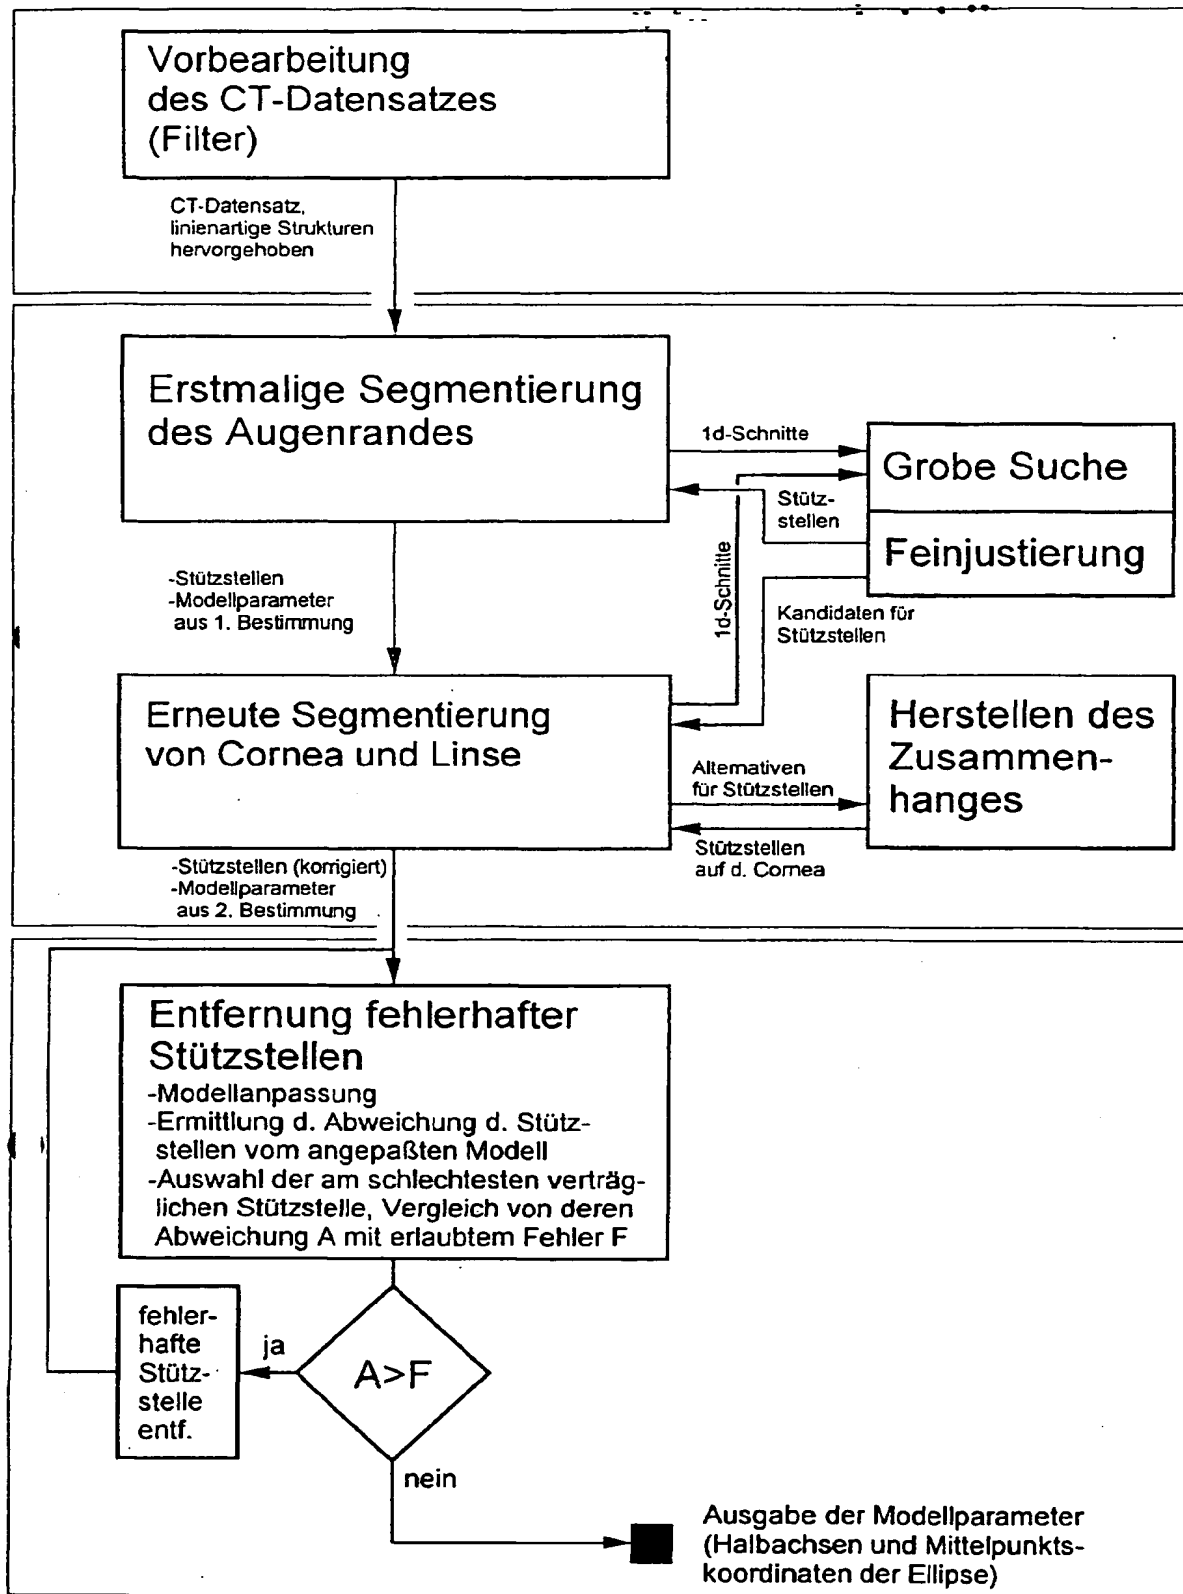 Vorbearbeitung
des CT-Datensatzes
(Filter)
CT-Datensatz,
linienartige Strukturen
hervorgehoben
Erstmalige Segmentierung
des Augenrandes
1d-Schnitte
Grobe Suche
Stütz-
stellen
Feinjustierung
1d-Schnitte
-Stützstellen
-Modellparameter
aus 1. Bestimmung
Kandidaten für
Stützstellen
Erneute Segmentierung
von Cornea und Linse
Herstellen des
Zusammen-
hanges
Alternativen
für Stützstellen
Stützstellen
auf d. Cornea
-Stützstellen (korrigiert)
-Modellparameter
aus 2. Bestimmung
Entfernung fehlerhafter
Stützstellen
-Modellanpassung
-Ermittlung d. Abweichung d. Stütz-
stellen vom angepaßten Modell
-Auswahl der am schlechtesten verträg-
lichen Stützstelle, Vergleich von deren
Abweichung A mit erlaubtem Fehler F
fehler-
hafte
Stütz-
stelle
entf.
ja
A>F
nein
Ausgabe der Modellparameter
(Halbachsen und Mittelpunkts-
koordinaten der Ellipse)